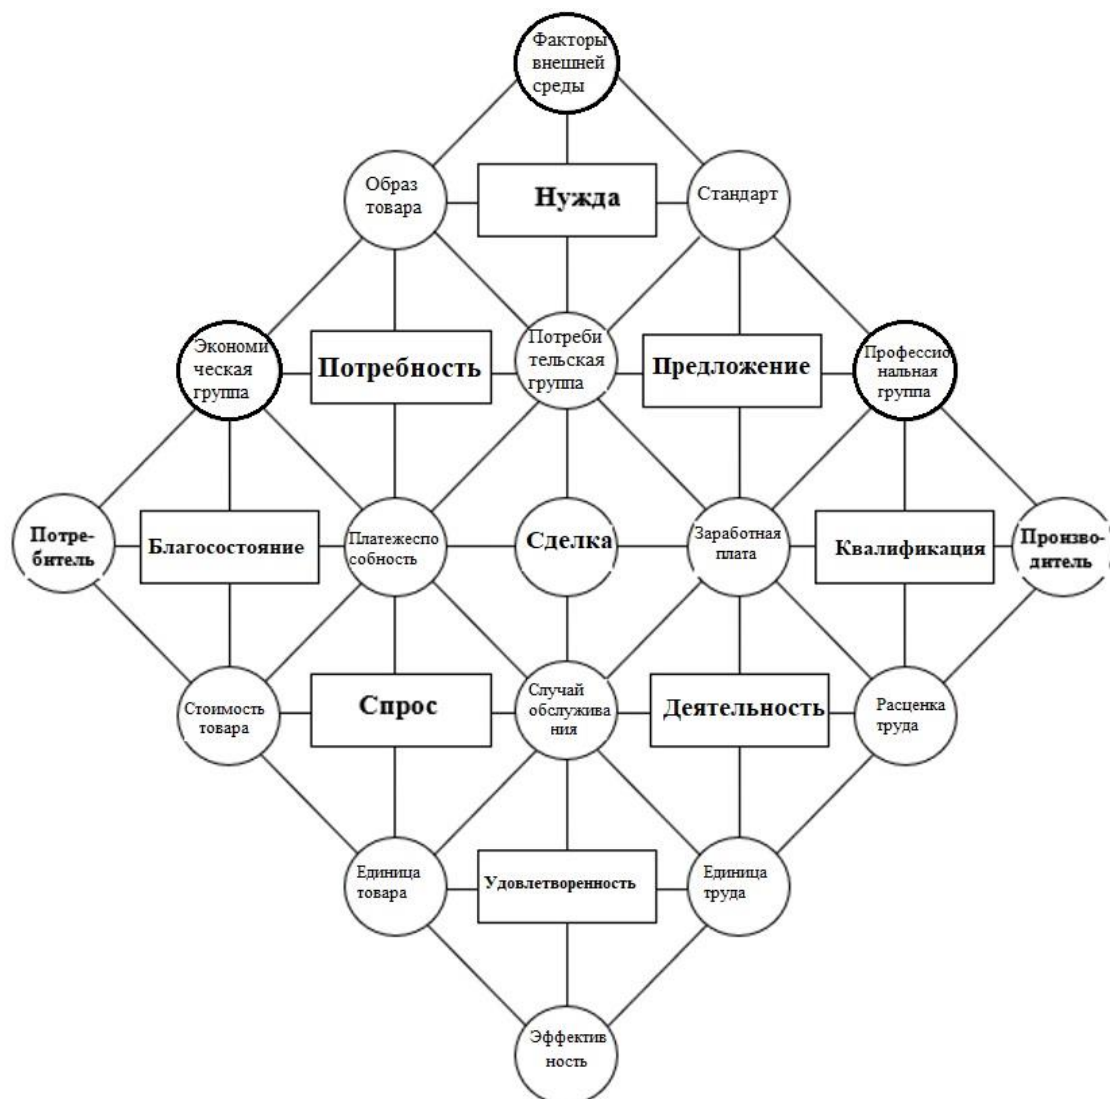 Факторы
внешней
среды
Образ
товара
Нужда
Стандарт
Экономи
ческая
группа
Потребность
Потреби
тельская
группа
Предложение
Профессио
нальная
группа
Потре-
битель
Благосостояние
Платежеспо
собность
Сделка
Заработная
плата
Квалификация
Произво-
дитель
Стоимость
товара
Спрос
Случай
обслужива
ния
Деятельность
Расценка
труда
Единица
товара
Удовлетворенность
Единица
труда
Эффектив
ность